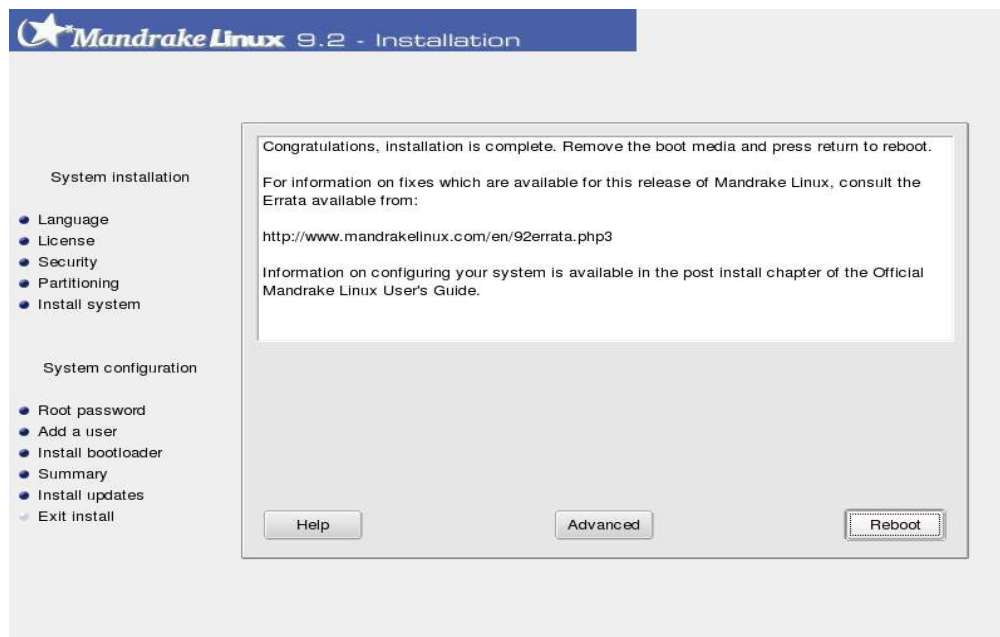 Mandrake Linux 9.2 - Installation
System installation
Language
License
Security
Partitioning
Install system
System configuration
Root password
Add a user
Install bootloader
Summary
Install updates
Exit install
Congratulations, installation is complete. Remove the boot media and press return to reboot.
For information on fixes which are available for this release of Mandrake Linux, consult the
Errata available from:
http://www.mandrakelinux.com/en/92errata.php3
Information on configuring your system is available in the post install chapter of the Official
Mandrake Linux User's Guide.
Help
Advanced
Reboot